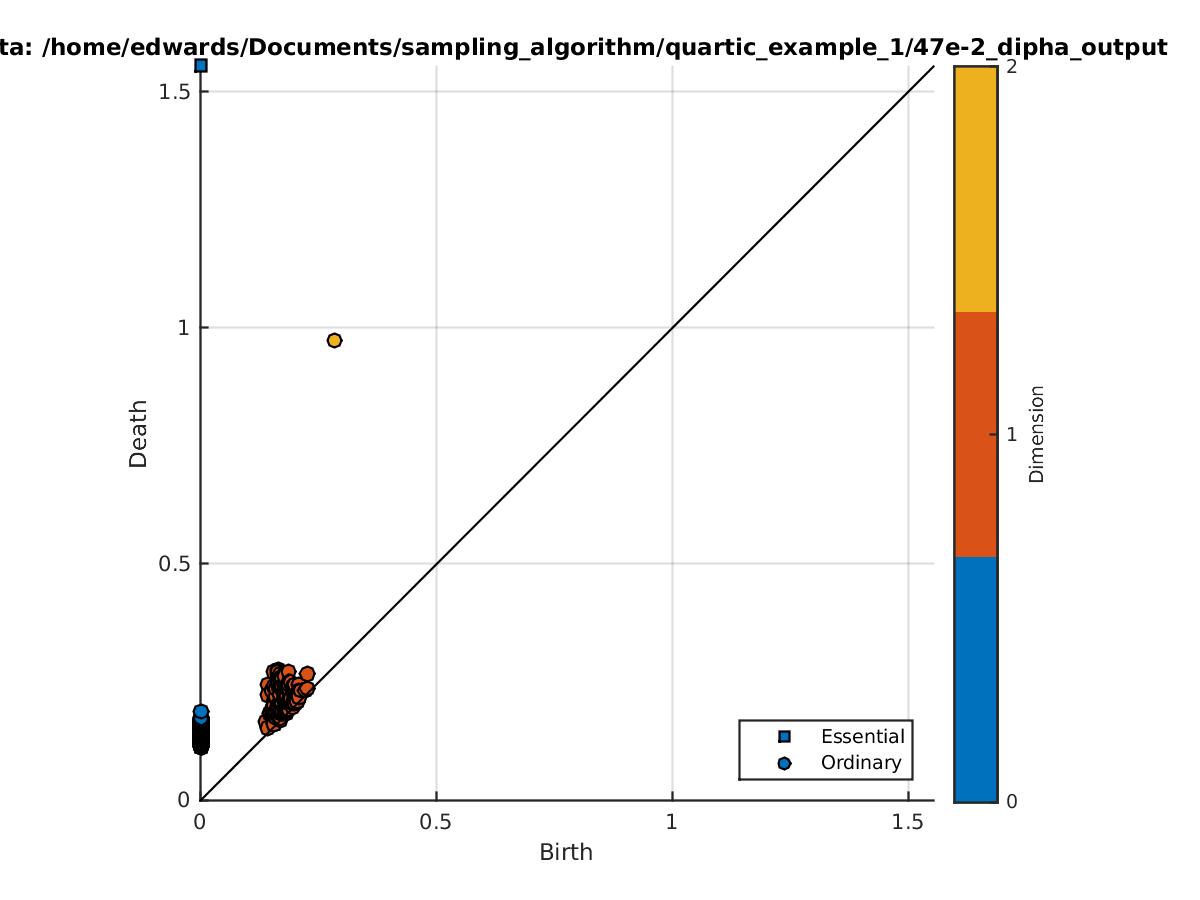 ta: /home/edwards/Documents/sampling_algorithm/quartic_example_1/47e-2_dipha_output
1.5
1
0.5
0
Death
0
0.5
1
1.5
Birth
Essential
Ordinary
2
1
0
Dimension